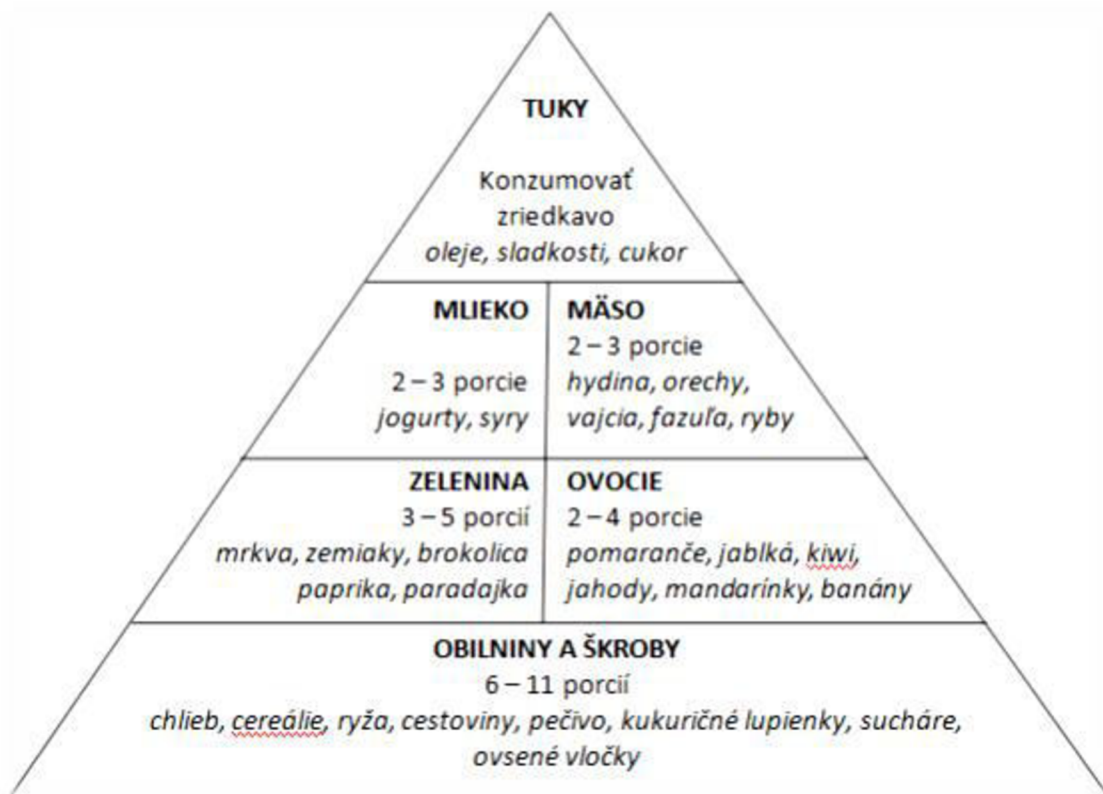 TUKY
Konzumovať
zriedkavo
oleje, sladkosti, cukor
MLIEKO
2 – 3 porcie
jogurty, syry
MÄSO
2 – 3 porcie
hydina, orechy,
vajcia, fazuľa, ryby
ZELENINA
3 – 5 porcií
mrkva, zemiaky, brokolica
paprika, paradajka
OVOCIE
2 – 4 porcie
pomaranče, jablká, kiwi,
jahody, mandarínky, banány
OBILNINY A ŠKROBY
6 – 11 porcií
chlieb, cereálie, ryža, cestoviny, pečivo, kukuričné lupienky, sucháre,
ovsené vločky